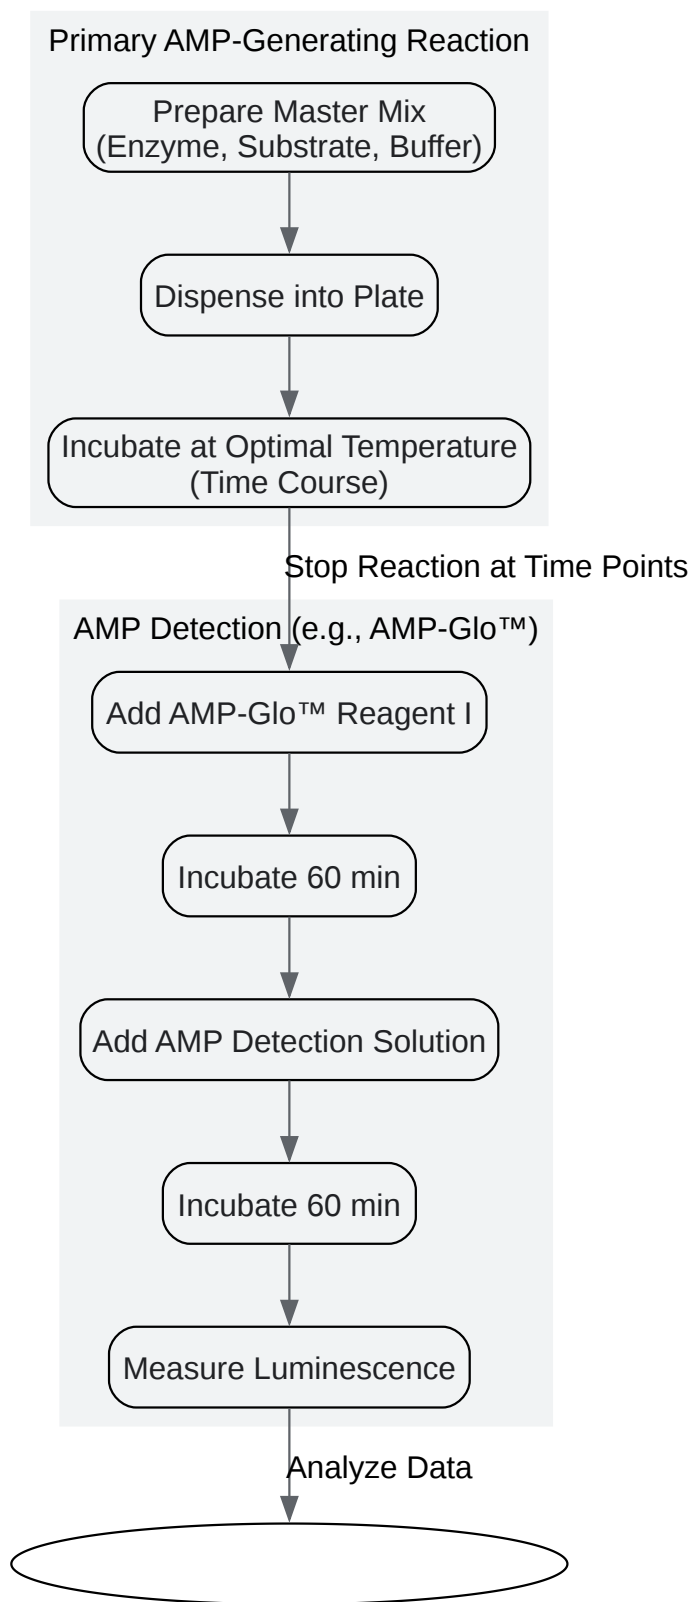 Primary AMP-Generating Reaction
Prepare Master Mix
(Enzyme, Substrate, Buffer)
Dispense into Plate
Incubate at Optimal Temperature
(Time Course)
Stop Reaction at Time Points
AMP Detection (e.g., AMP-Glo™)
Add AMP-Glo™ Reagent I
Incubate 60 min
Add AMP Detection Solution
Incubate 60 min
Measure Luminescence
Analyze Data